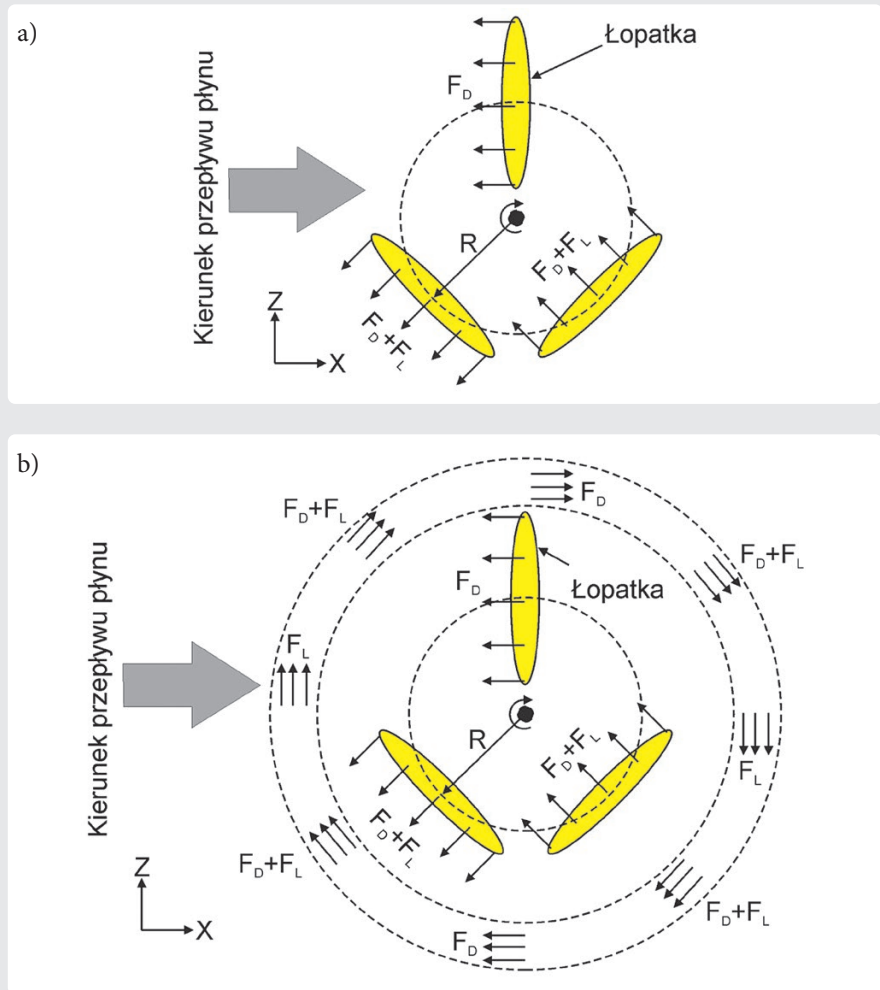 a)
Kierunek przepływu płynu
Łopatka
F_D
R
F_D+F_L
F_D+F_L
Z
X
b)
Kierunek przepływu płynu
F_D
F_D+F_L
F_D+F_L
F_D
Łopatka
F_L
R
F_D+F_L
F_D+F_L
F_L
F_D+F_L
F_D+F_L
F_D
Z
X